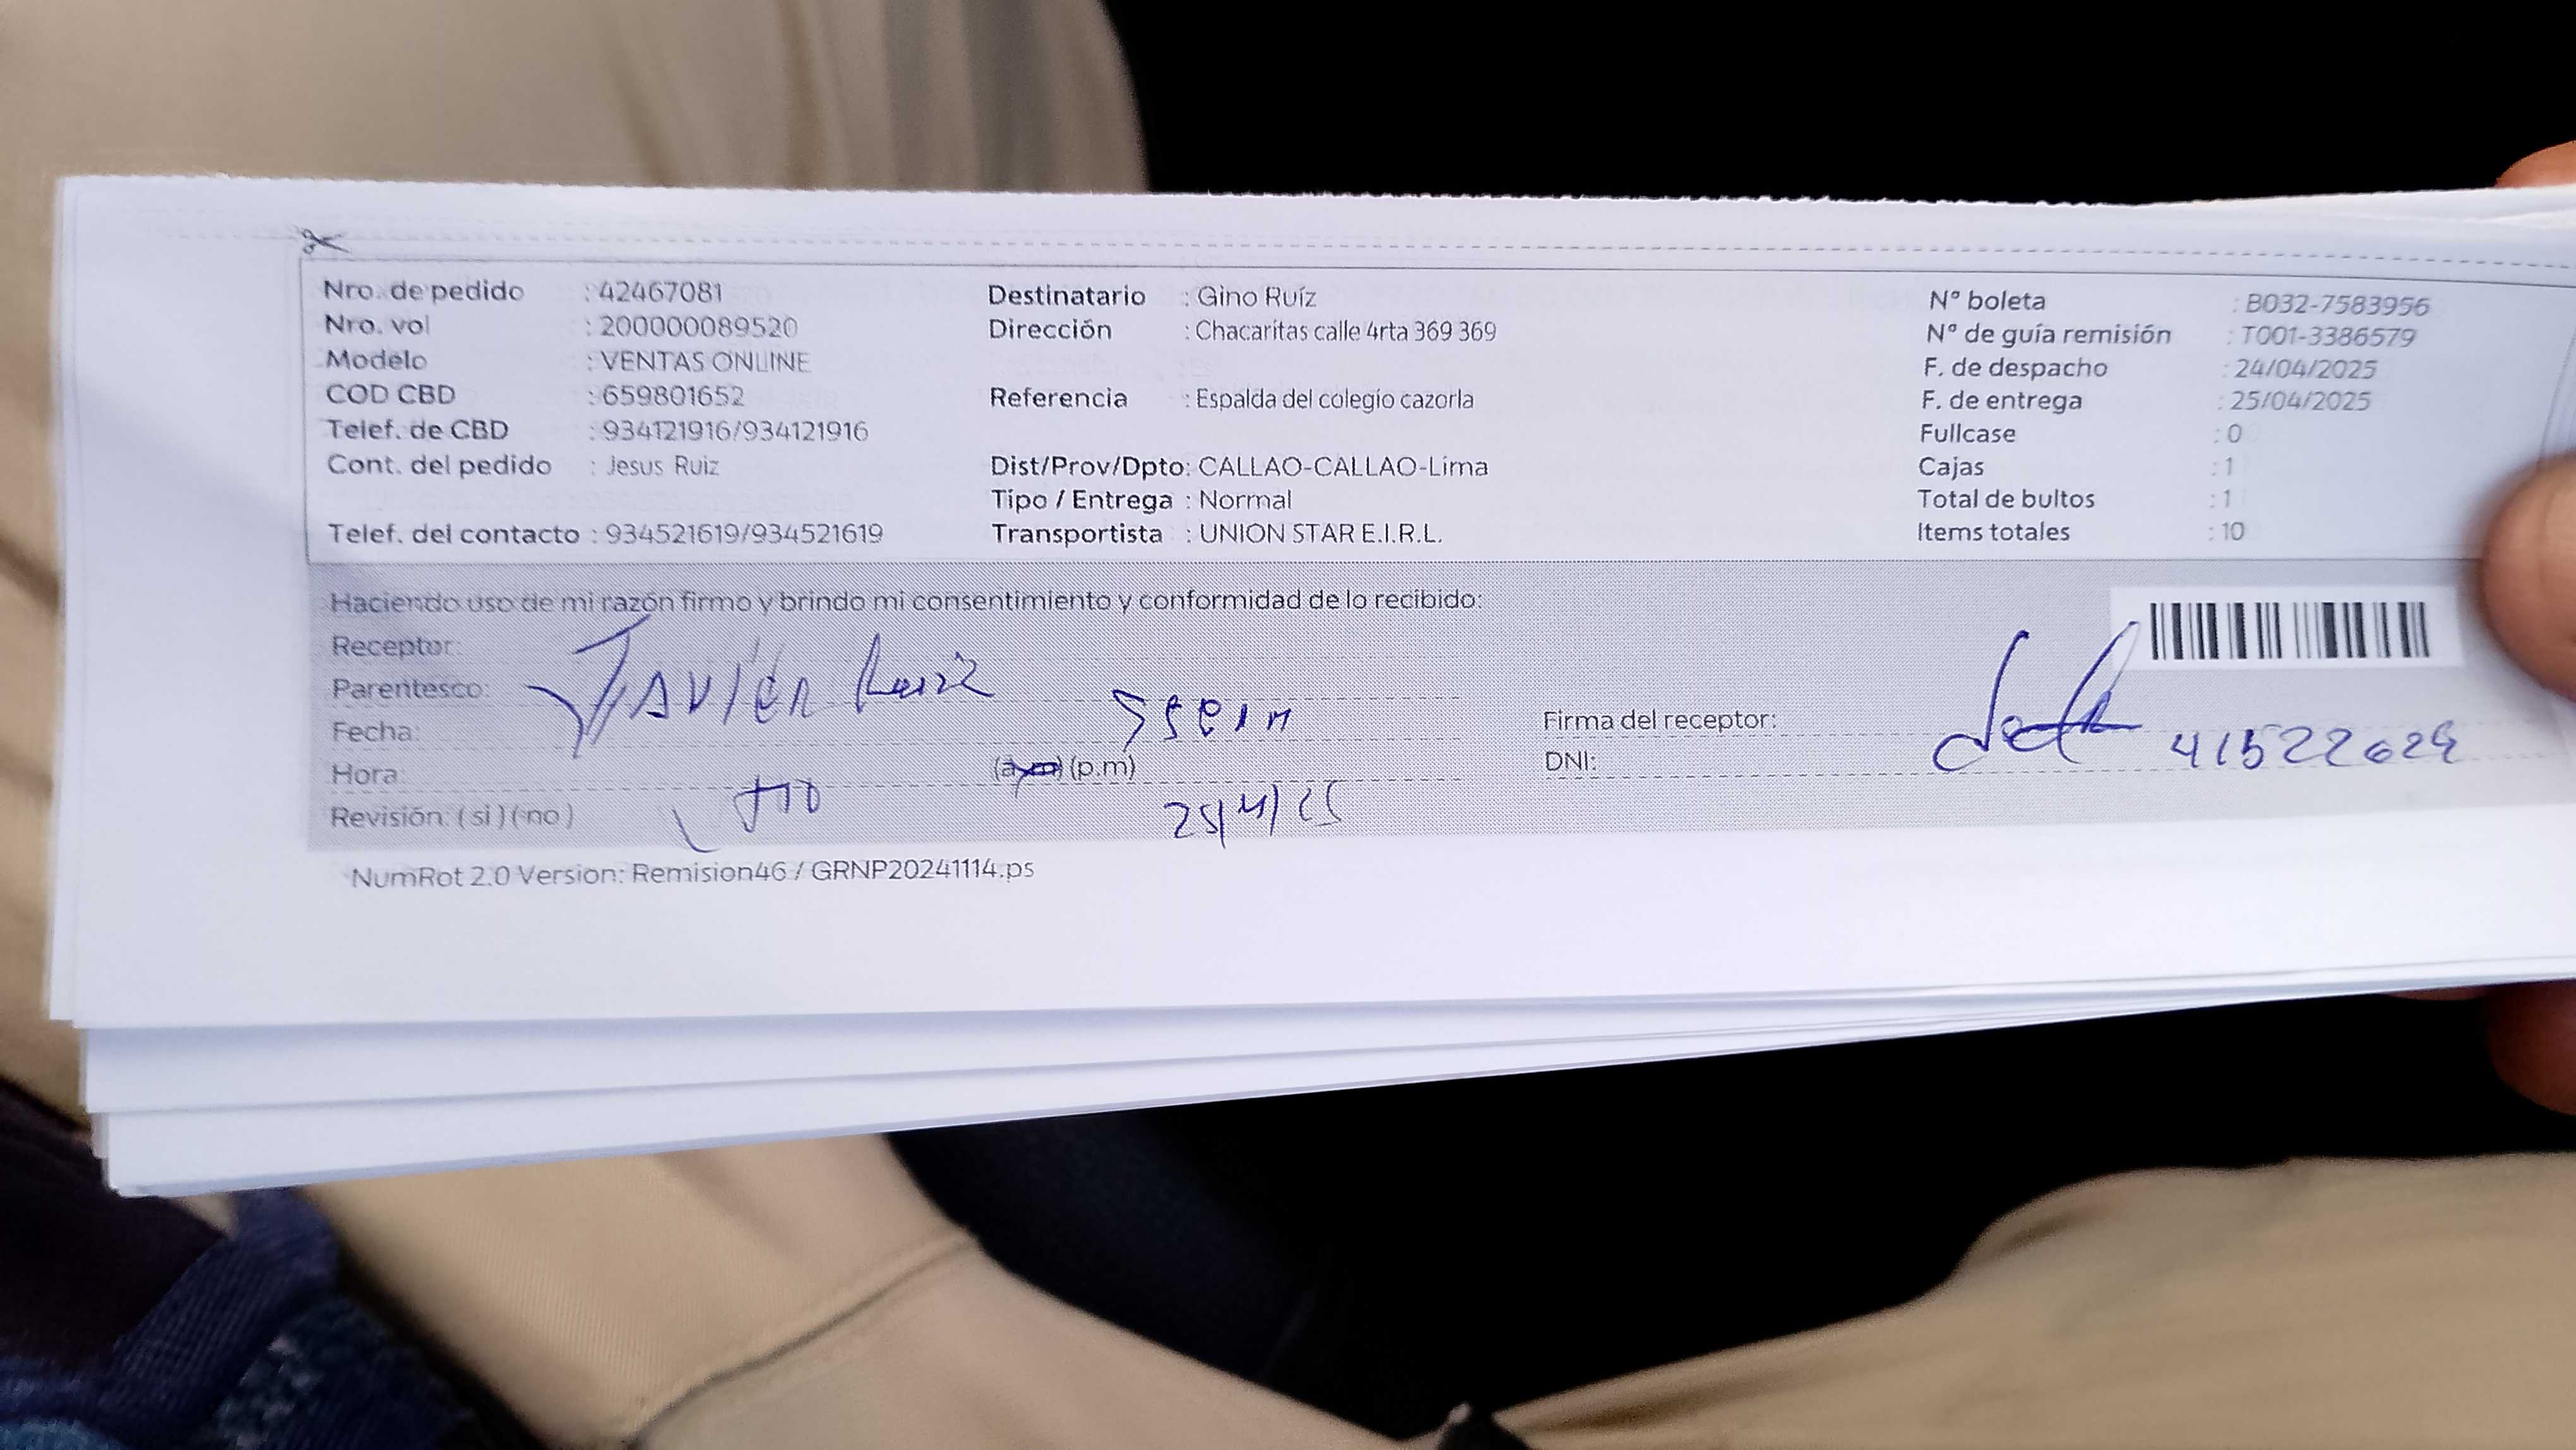 Nro. de pedido : 42467081
Nro. vol : 200000089520
Modelo : VENTAS ONLINE
COD CBD : 659801652
Telef. de CBD : 934121916/934121916
Cont. del pedido : Jesus Ruiz
Telef. del contacto : 934521619/934521619
Destinatario : Gino Ruíz
Dirección : Chacaritas calle 4rta 369 369
Referencia : Espalda del colegio cazorla
Dist/Prov/Dpto: CALLAO-CALLAO-Lima
Tipo / Entrega : Normal
Transportista : UNION STAR E.I.R.L.
N° boleta : B032-7583956
N° de guía remisión : T001-3386579
F. de despacho : 24/04/2025
F. de entrega : 25/04/2025
Fullcase : 0
Cajas : 1
Total de bultos : 1
Items totales : 10
Haciendo uso de mi razón firmo y brindo mi consentimiento y conformidad de lo recibido:
Receptor:
Parentesco: JAVIER Ruiz
Fecha:
Hora: (a.m) (p.m)
Revisión: (si) (no) 25/4/25
Firma del receptor:
DNI: 41522624
NumRot 2.0 Version: Remision46 / GRNP20241114.ps